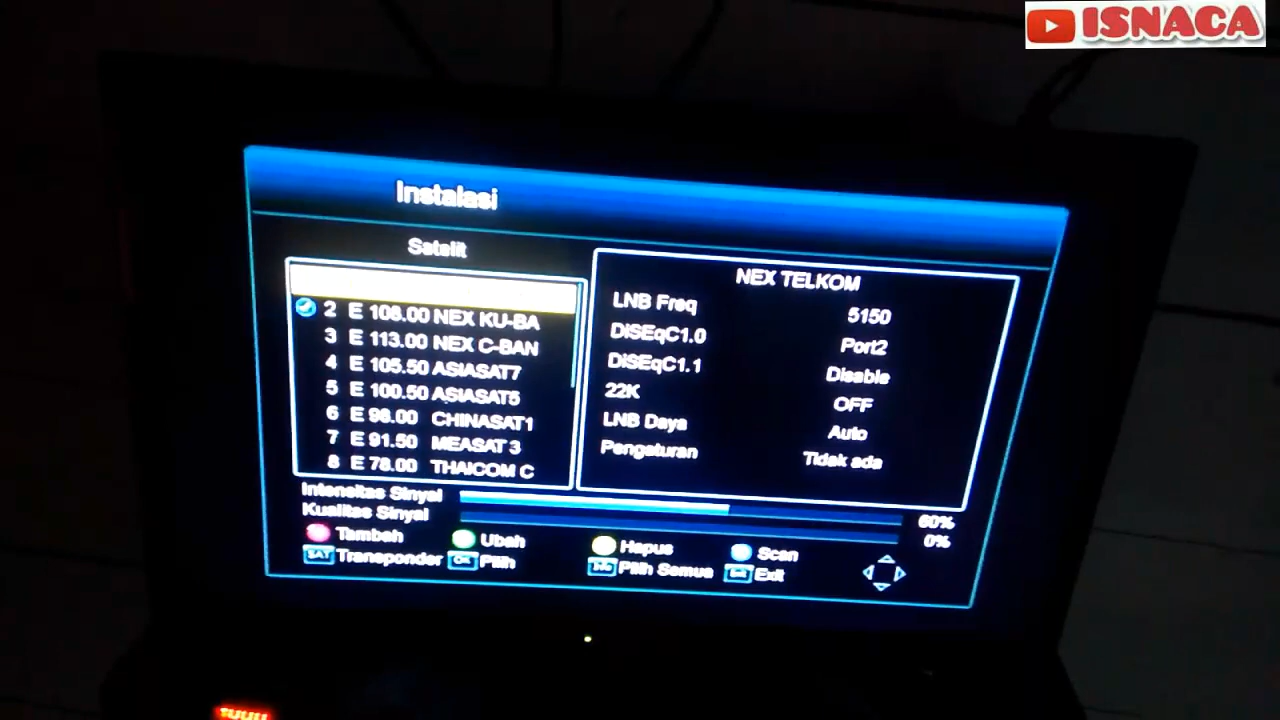 ISNACA
Instalasi
Satelit
2 E 108.00 NEX KU-BA
3 E 113.00 NEX C-BAN
4 E 105.50 ASIASAT7
5 E 100.50 ASIASAT5
6 E 98.00 CHINASAT1
7 E 91.50 MEASAT 3
8 E 78.00 THAICOM C
NEX TELKOM
LNB Freq 5150
DiSEqC1.0 Port2
DiSEqC1.1 Disable
22K OFF
LNB Daya Auto
Pengaturan Tidak ada
Intensitas Sinyal 60%
Kualitas Sinyal 0%
Tambah Ubah Hapus Scan
SAT Transponder OK Pilih Pilih Semua Exit